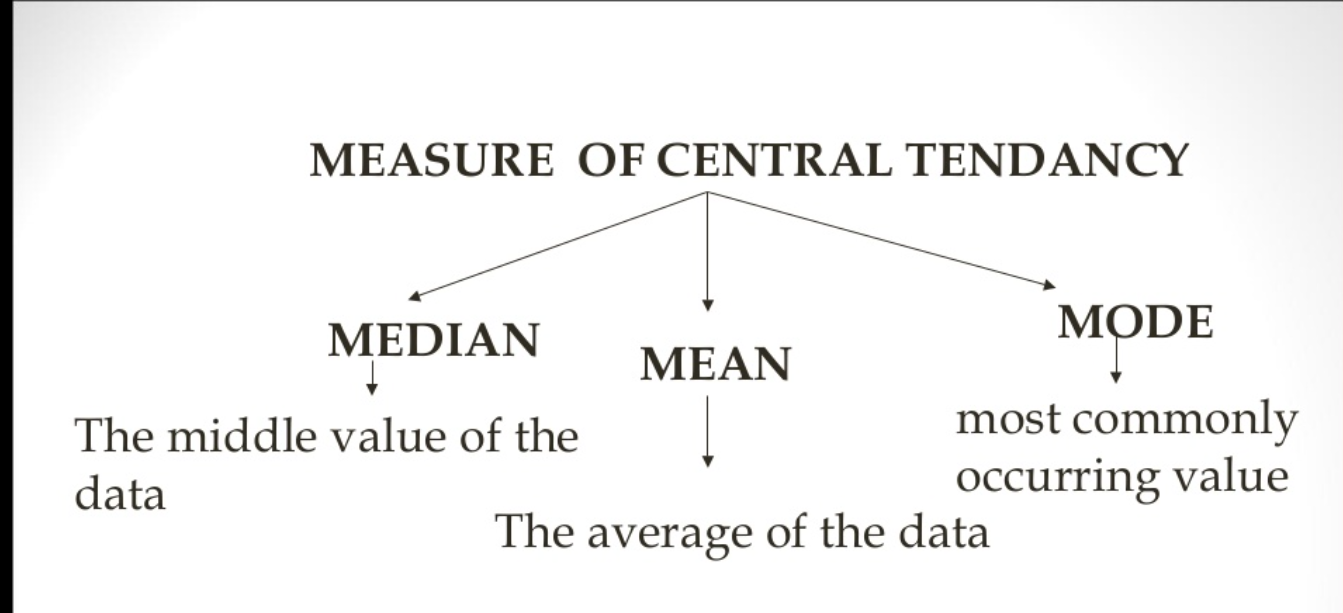 MEASURE OF CENTRAL TENDANCY
MEDIAN
The middle value of the
data
MEAN
The average of the data
MODE
most commonly
occurring value